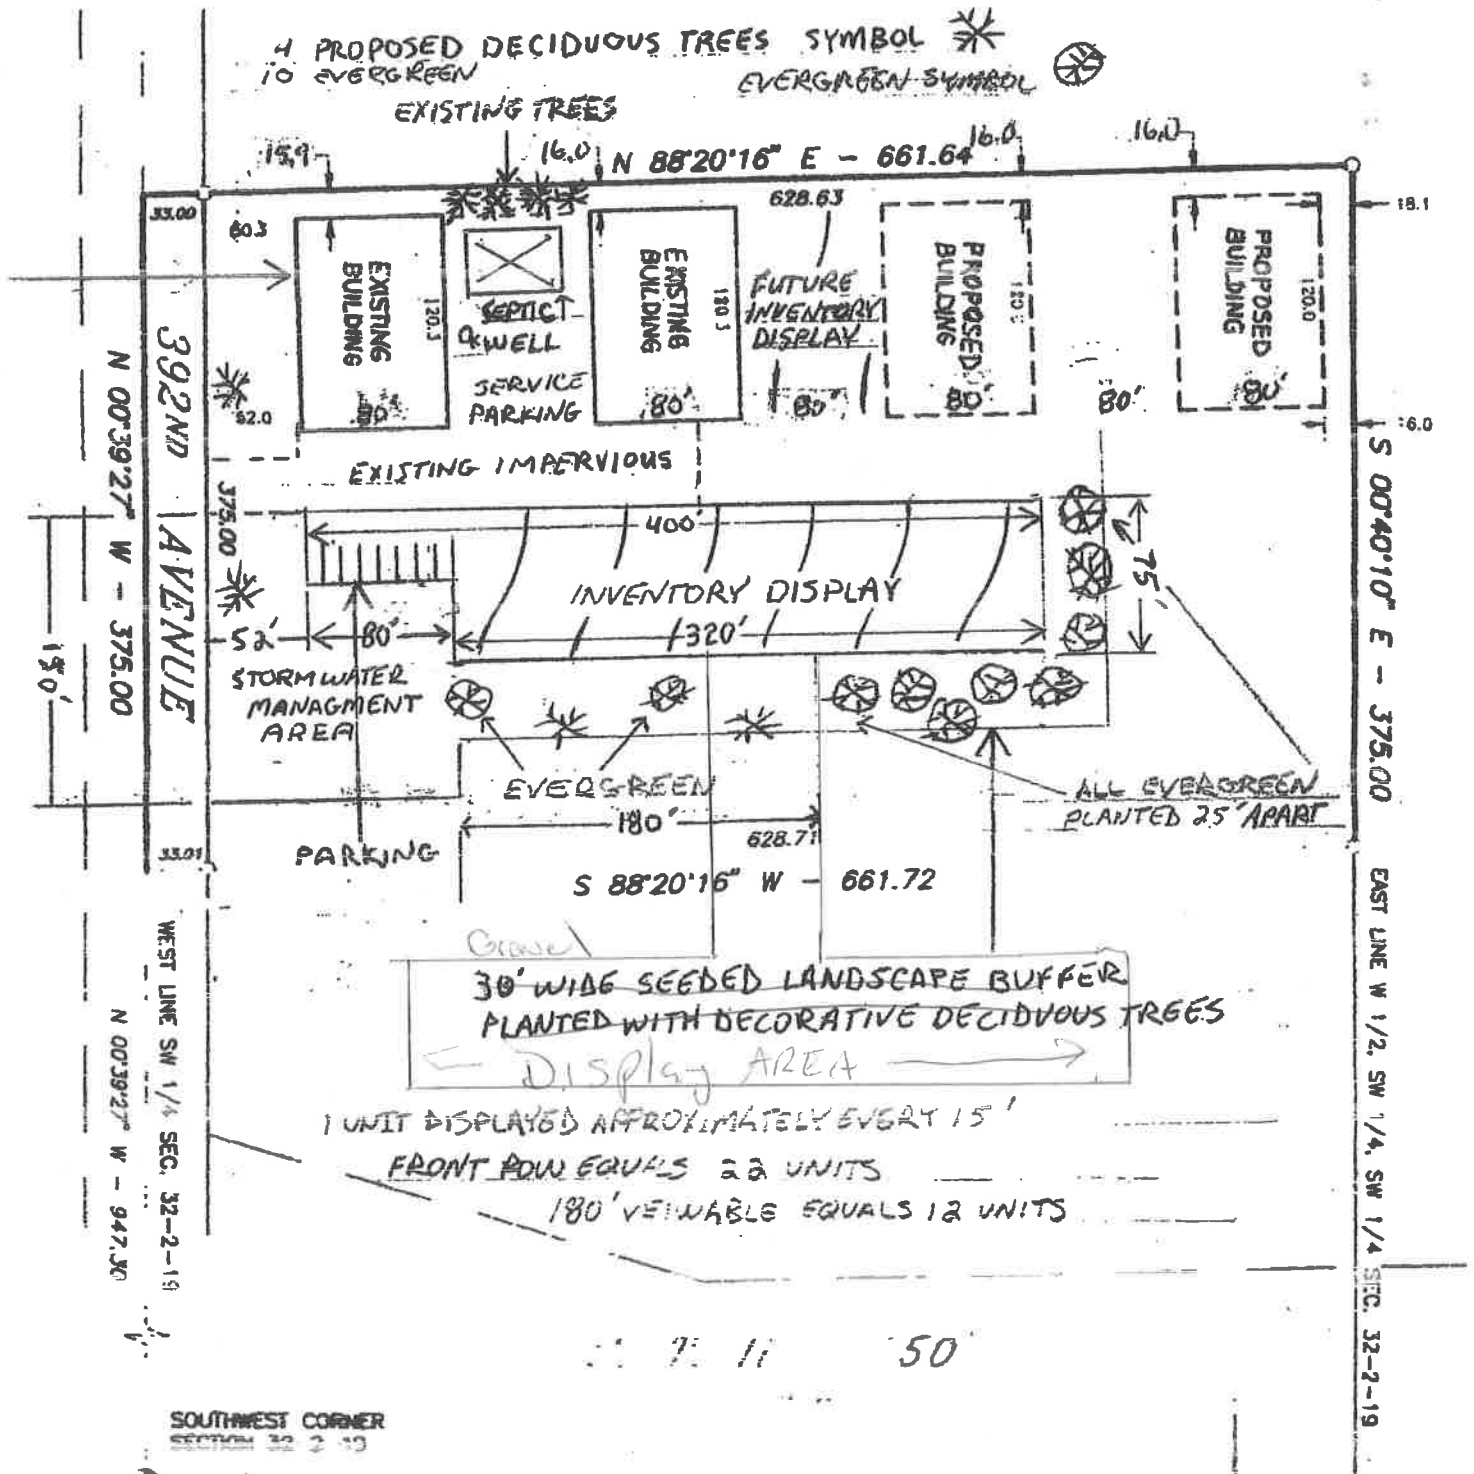 4 PROPOSED DECIDUOUS TREES SYMBOL
10 EVERGREEN
EVERGREEN SYMBOL
EXISTING TREES
15.9
16.0
N 88°20'16" E - 661.64
16.0
16.0
33.00
60.3
628.63
18.1
EXISTING
BUILDING
120.3
80'
SEPTIC
& WELL
SERVICE
PARKING
EXISTING
BUILDING
120.3
80'
FUTURE
INVENTORY
DISPLAY
80'
PROPOSED
BUILDING
80'
80'
PROPOSED
BUILDING
120.0
80'
16.0
392ND AVENUE
N 00°39'27" W - 375.00
52.0
375.00
EXISTING IMPERVIOUS
400'
INVENTORY DISPLAY
75'
S 00°40'10" E - 375.00
52'
80'
320'
150'
STORMWATER
MANAGMENT
AREA
EVERGREEN
ALL EVERGREEN
PLANTED 25' APART
180'
628.71
33.01
PARKING
S 88°20'16" W - 661.72
Gravel
30' WIDE SEEDED LANDSCAPE BUFFER
PLANTED WITH DECORATIVE DECIDUOUS TREES
Display AREA
1 UNIT DISPLAYED APPROXIMATELY EVERY 15'
FRONT ROW EQUALS 22 UNITS
180' VEIWABLE EQUALS 12 UNITS
WEST LINE SW 1/4 SEC. 32-2-19
N 00°39'27" W - 947.30
EAST LINE W 1/2, SW 1/4, SW 1/4 SEC. 32-2-19
50'
SOUTHWEST CORNER
SECTION 32-2-19